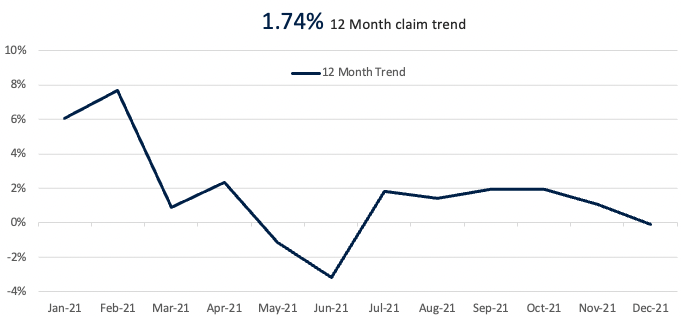 1.74% 12 Month claim trend
10%
12 Month Trend
8%
6%
4%
2%
0%
-2%
-4%
Jan-21 Feb-21 Mar-21 Apr-21 May-21 Jun-21 Jul-21 Aug-21 Sep-21 Oct-21 Nov-21 Dec-21